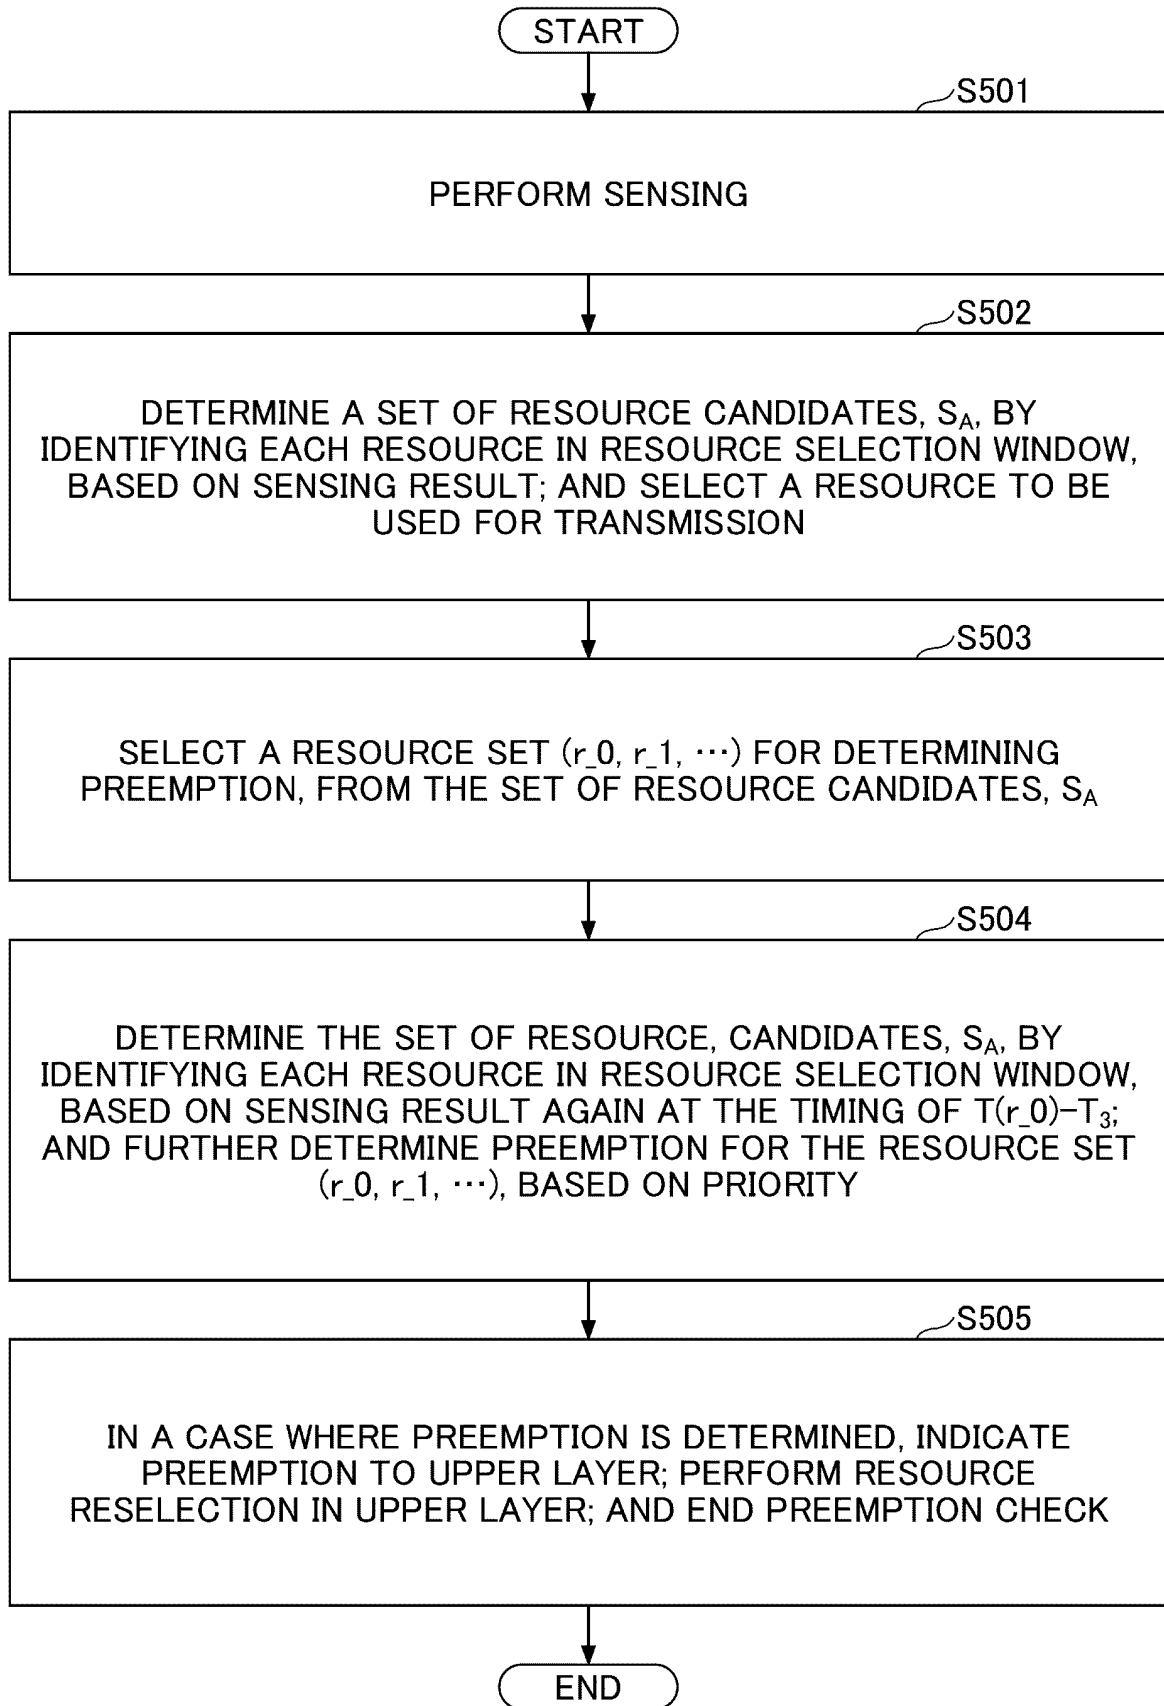 START
S501
PERFORM SENSING
S502
DETERMINE A SET OF RESOURCE CANDIDATES, S_A, BY
IDENTIFYING EACH RESOURCE IN RESOURCE SELECTION WINDOW,
BASED ON SENSING RESULT; AND SELECT A RESOURCE TO BE
USED FOR TRANSMISSION
S503
SELECT A RESOURCE SET (r_0, r_1, ⋯) FOR DETERMINING
PREEMPTION, FROM THE SET OF RESOURCE CANDIDATES, S_A
S504
DETERMINE THE SET OF RESOURCE, CANDIDATES, S_A, BY
IDENTIFYING EACH RESOURCE IN RESOURCE SELECTION WINDOW,
BASED ON SENSING RESULT AGAIN AT THE TIMING OF T(r_0)−T_3;
AND FURTHER DETERMINE PREEMPTION FOR THE RESOURCE SET
(r_0, r_1, ⋯), BASED ON PRIORITY
S505
IN A CASE WHERE PREEMPTION IS DETERMINED, INDICATE
PREEMPTION TO UPPER LAYER; PERFORM RESOURCE
RESELECTION IN UPPER LAYER; AND END PREEMPTION CHECK
END